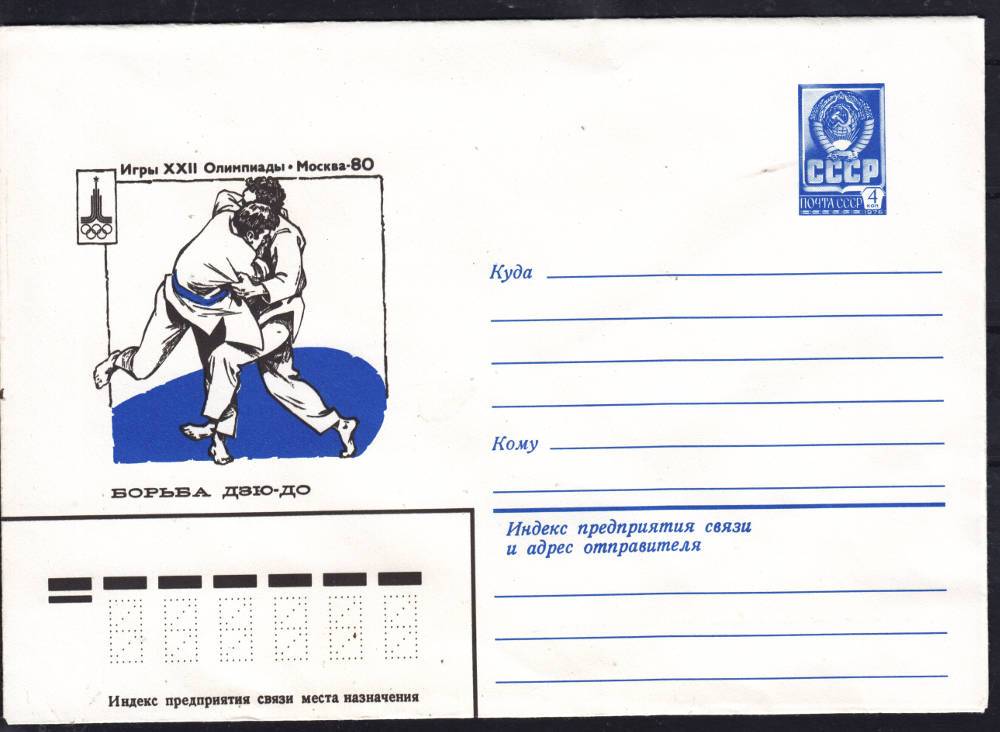 Игры XXII Олимпиады • Москва-80
БОРЬБА ДЗЮ-ДО
СССР
ПОЧТА СССР
4
КОП
1976
Куда
Кому
Индекс предприятия связи
и адрес отправителя
Индекс предприятия связи места назначения